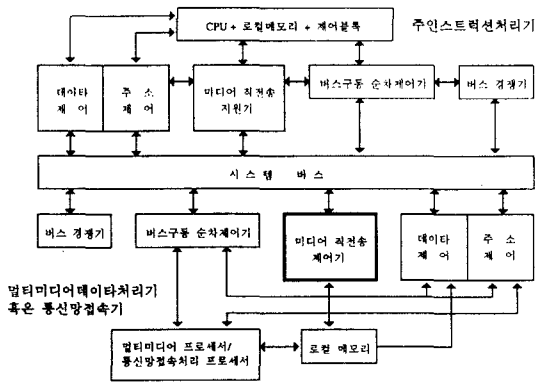 CPU + 로컬메모리 + 제어블록
주인스트럭션처리기
데이타
제 어
주 소
제 어
미디어 직전송
지원기
버스구동 순차제어기
버스 경쟁기
시 스 템 버 스
버스 경쟁기
버스구동 순차제어기
미디어 직전송
제어기
데이타
제 어
주 소
제 어
멀티미디어데이타처리기
혹은 통신망접속기
멀티미디어 프로세서/
통신망접속처리 프로세서
로컬 메모리